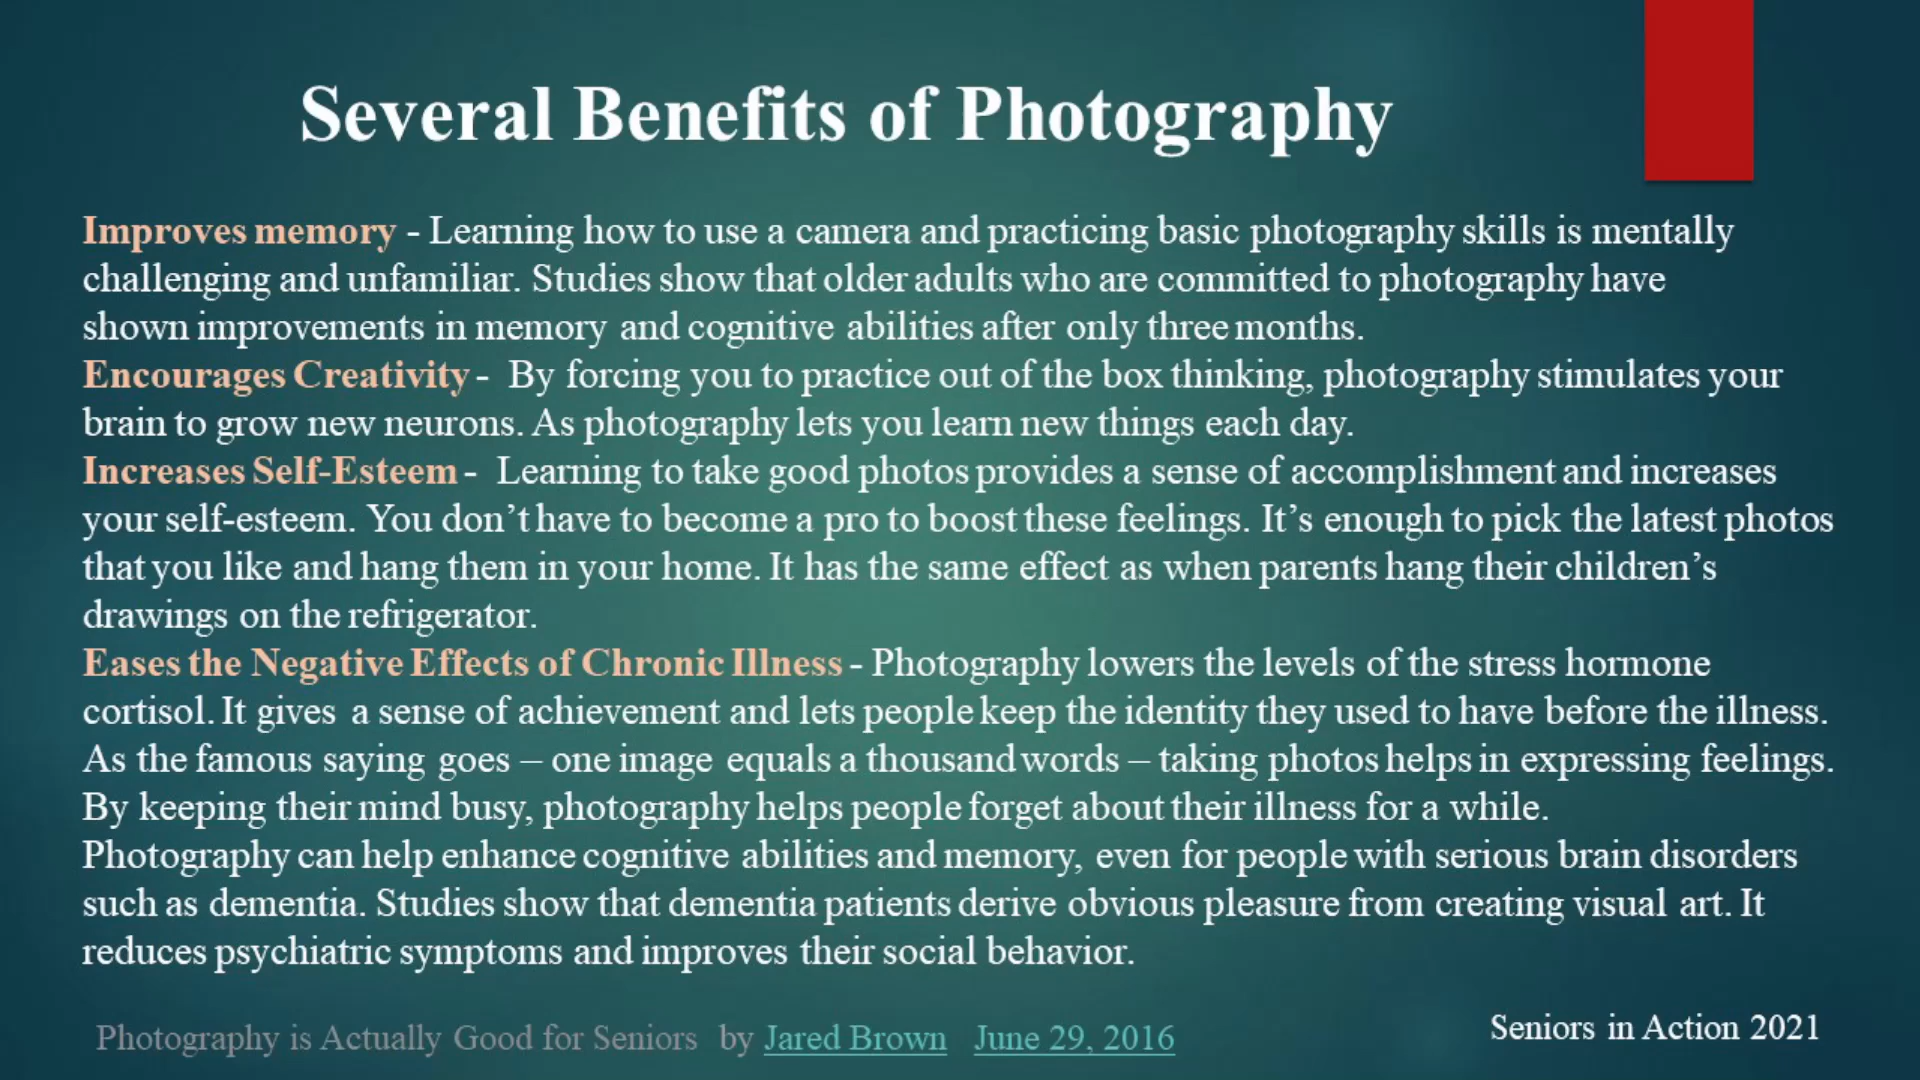 Several Benefits of Photography
Improves memory - Learning how to use a camera and practicing basic photography skills is mentally
challenging and unfamiliar. Studies show that older adults who are committed to photography have
shown improvements in memory and cognitive abilities after only three months.
Encourages Creativity - By forcing you to practice out of the box thinking, photography stimulates your
brain to grow new neurons. As photography lets you learn new things each day.
Increases Self-Esteem - Learning to take good photos provides a sense of accomplishment and increases
your self-esteem. You don’t have to become a pro to boost these feelings. It’s enough to pick the latest photos
that you like and hang them in your home. It has the same effect as when parents hang their children’s
drawings on the refrigerator.
Eases the Negative Effects of Chronic Illness - Photography lowers the levels of the stress hormone
cortisol. It gives a sense of achievement and lets people keep the identity they used to have before the illness.
As the famous saying goes – one image equals a thousand words – taking photos helps in expressing feelings.
By keeping their mind busy, photography helps people forget about their illness for a while.
Photography can help enhance cognitive abilities and memory, even for people with serious brain disorders
such as dementia. Studies show that dementia patients derive obvious pleasure from creating visual art. It
reduces psychiatric symptoms and improves their social behavior.
Photography is Actually Good for Seniors by Jared Brown June 29, 2016
Seniors in Action 2021